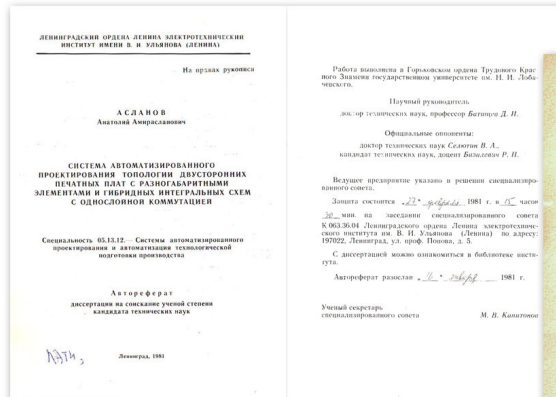 ЛЕНИНГРАДСКИЙ ОРДЕНА ЛЕНИНА ЭЛЕКТРОТЕХНИЧЕСКИЙ
ИНСТИТУТ ИМЕНИ В. И. УЛЬЯНОВА (ЛЕНИНА)
На правах рукописи
АСЛАНОВ
Анатолий Амирасланович
СИСТЕМА АВТОМАТИЗИРОВАННОГО
ПРОЕКТИРОВАНИЯ ТОПОЛОГИИ ДВУСТОРОННИХ
ПЕЧАТНЫХ ПЛАТ С РАЗНОГАБАРИТНЫМИ
ЭЛЕМЕНТАМИ И ГИБРИДНЫХ ИНТЕГРАЛЬНЫХ СХЕМ
С ОДНОСЛОЙНОЙ КОММУТАЦИЕЙ
Специальность 05.13.12.— Системы автоматизированного
проектирования и автоматизация технологической
подготовки производства
Автореферат
диссертации на соискание ученой степени
кандидата технических наук
ЛЭТИ,
Ленинград, 1981
Работа выполнена в Горьковском ордена Трудового Крас
ного Знамени государственном университете им. Н. И. Лоба-
чевского.
Научный руководитель
доктор технических наук, профессор Батищев Д. И.
Официальные оппоненты:
доктор технических наук Селютин В. А.,
кандидат технических наук, доцент Базилевич Р. П.
Ведущее предприятие указано в решении специализиро-
ванного совета.
Защита состоится „27“ февраля 1981 г. в 15 часов
30 мин. на заседании специализированного совета
К 063.36.04 Ленинградского ордена Ленина электротехниче-
ского института им. В. И. Ульянова (Ленина) по адресу:
197022, Ленинград, ул. проф. Попова, д. 5.
С диссертацией можно ознакомиться в библиотеке инсти-
тута.
Автореферат разослан „ “ января 1981 г.
Ученый секретарь
специализированного совета М. В. Капитонов